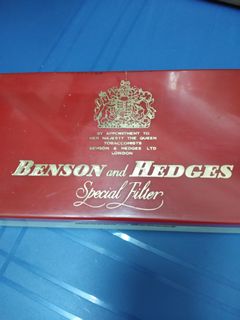 BY APPOINTMENT TO
HER MAJESTY THE QUEEN
TOBACCONISTS
BENSON & HEDGES LTD
LONDON
BENSON and HEDGES
Special Filter